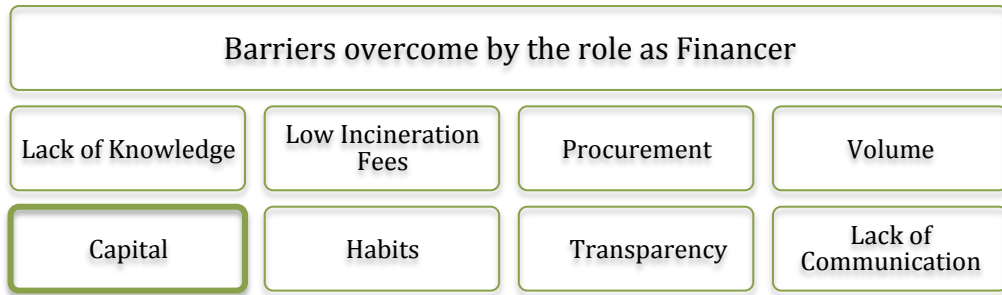 Barriers overcome by the role as Financer
Lack of Knowledge
Low Incineration
Fees
Procurement
Volume
Capital
Habits
Transparency
Lack of
Communication